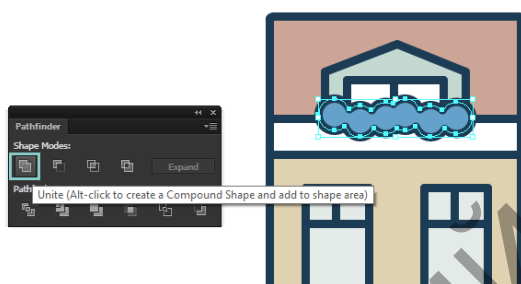 Pathfinder
Shape Modes:
Expand
Unite (Alt-click to create a Compound Shape and add to shape area)